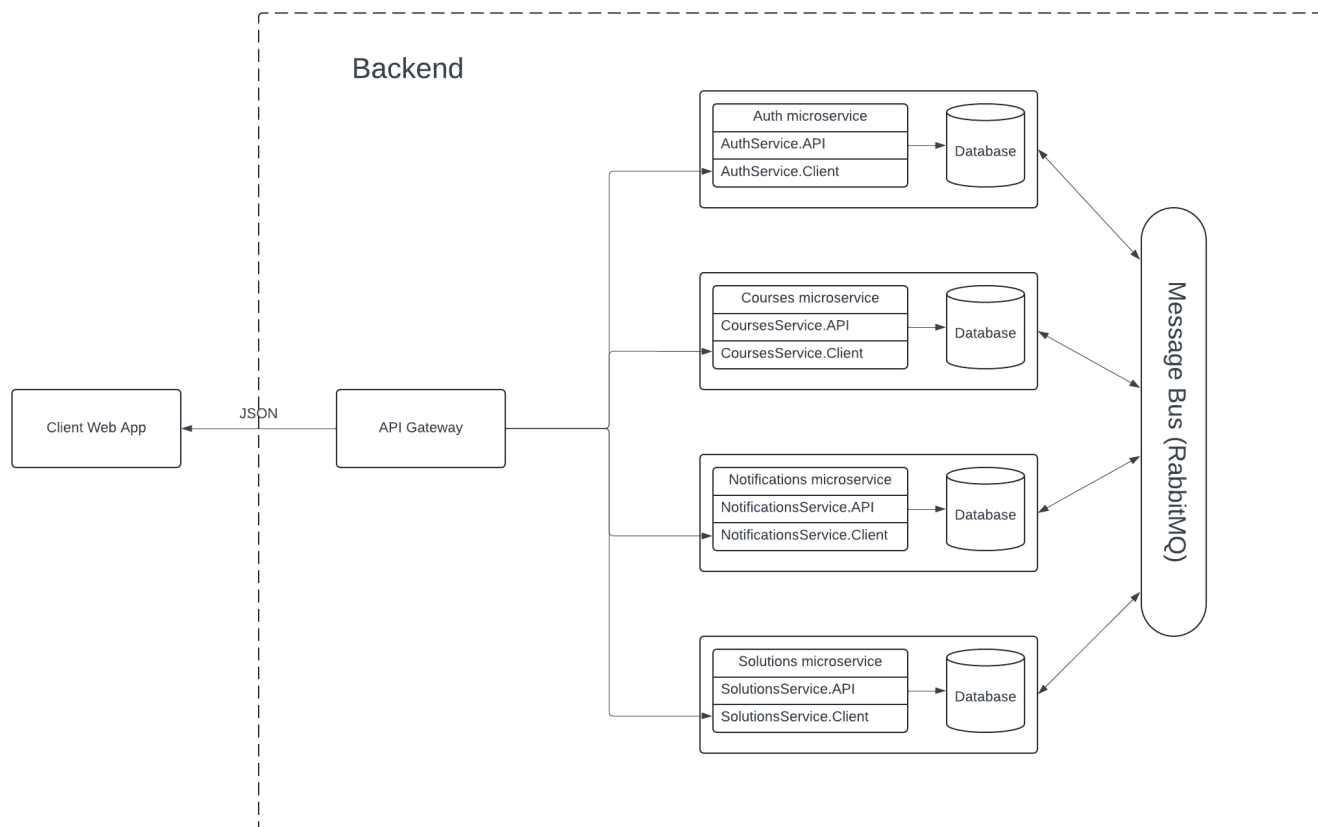 Backend
Auth microservice
AuthService.API
AuthService.Client
Database
Courses microservice
CoursesService.API
CoursesService.Client
Database
Client Web App
JSON
API Gateway
Notifications microservice
NotificationsService.API
NotificationsService.Client
Database
Solutions microservice
SolutionsService.API
SolutionsService.Client
Database
Message Bus (RabbitMQ)